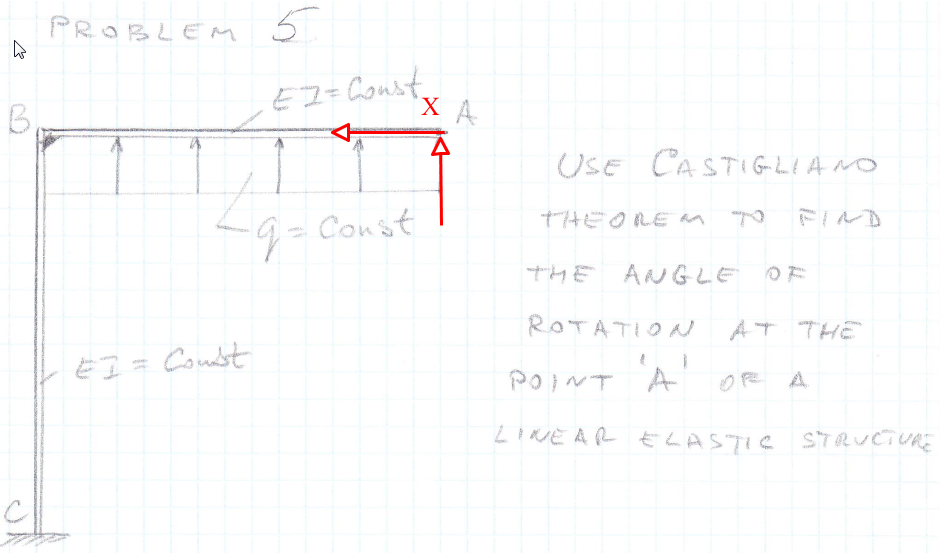 PROBLEM 5
EI = Const
X
A
B
q = Const
EI = Const
C
USE CASTIGLIANO
THEOREM TO FIND
THE ANGLE OF
ROTATION AT THE
POINT 'A' OF A
LINEAR ELASTIC STRUCTURE